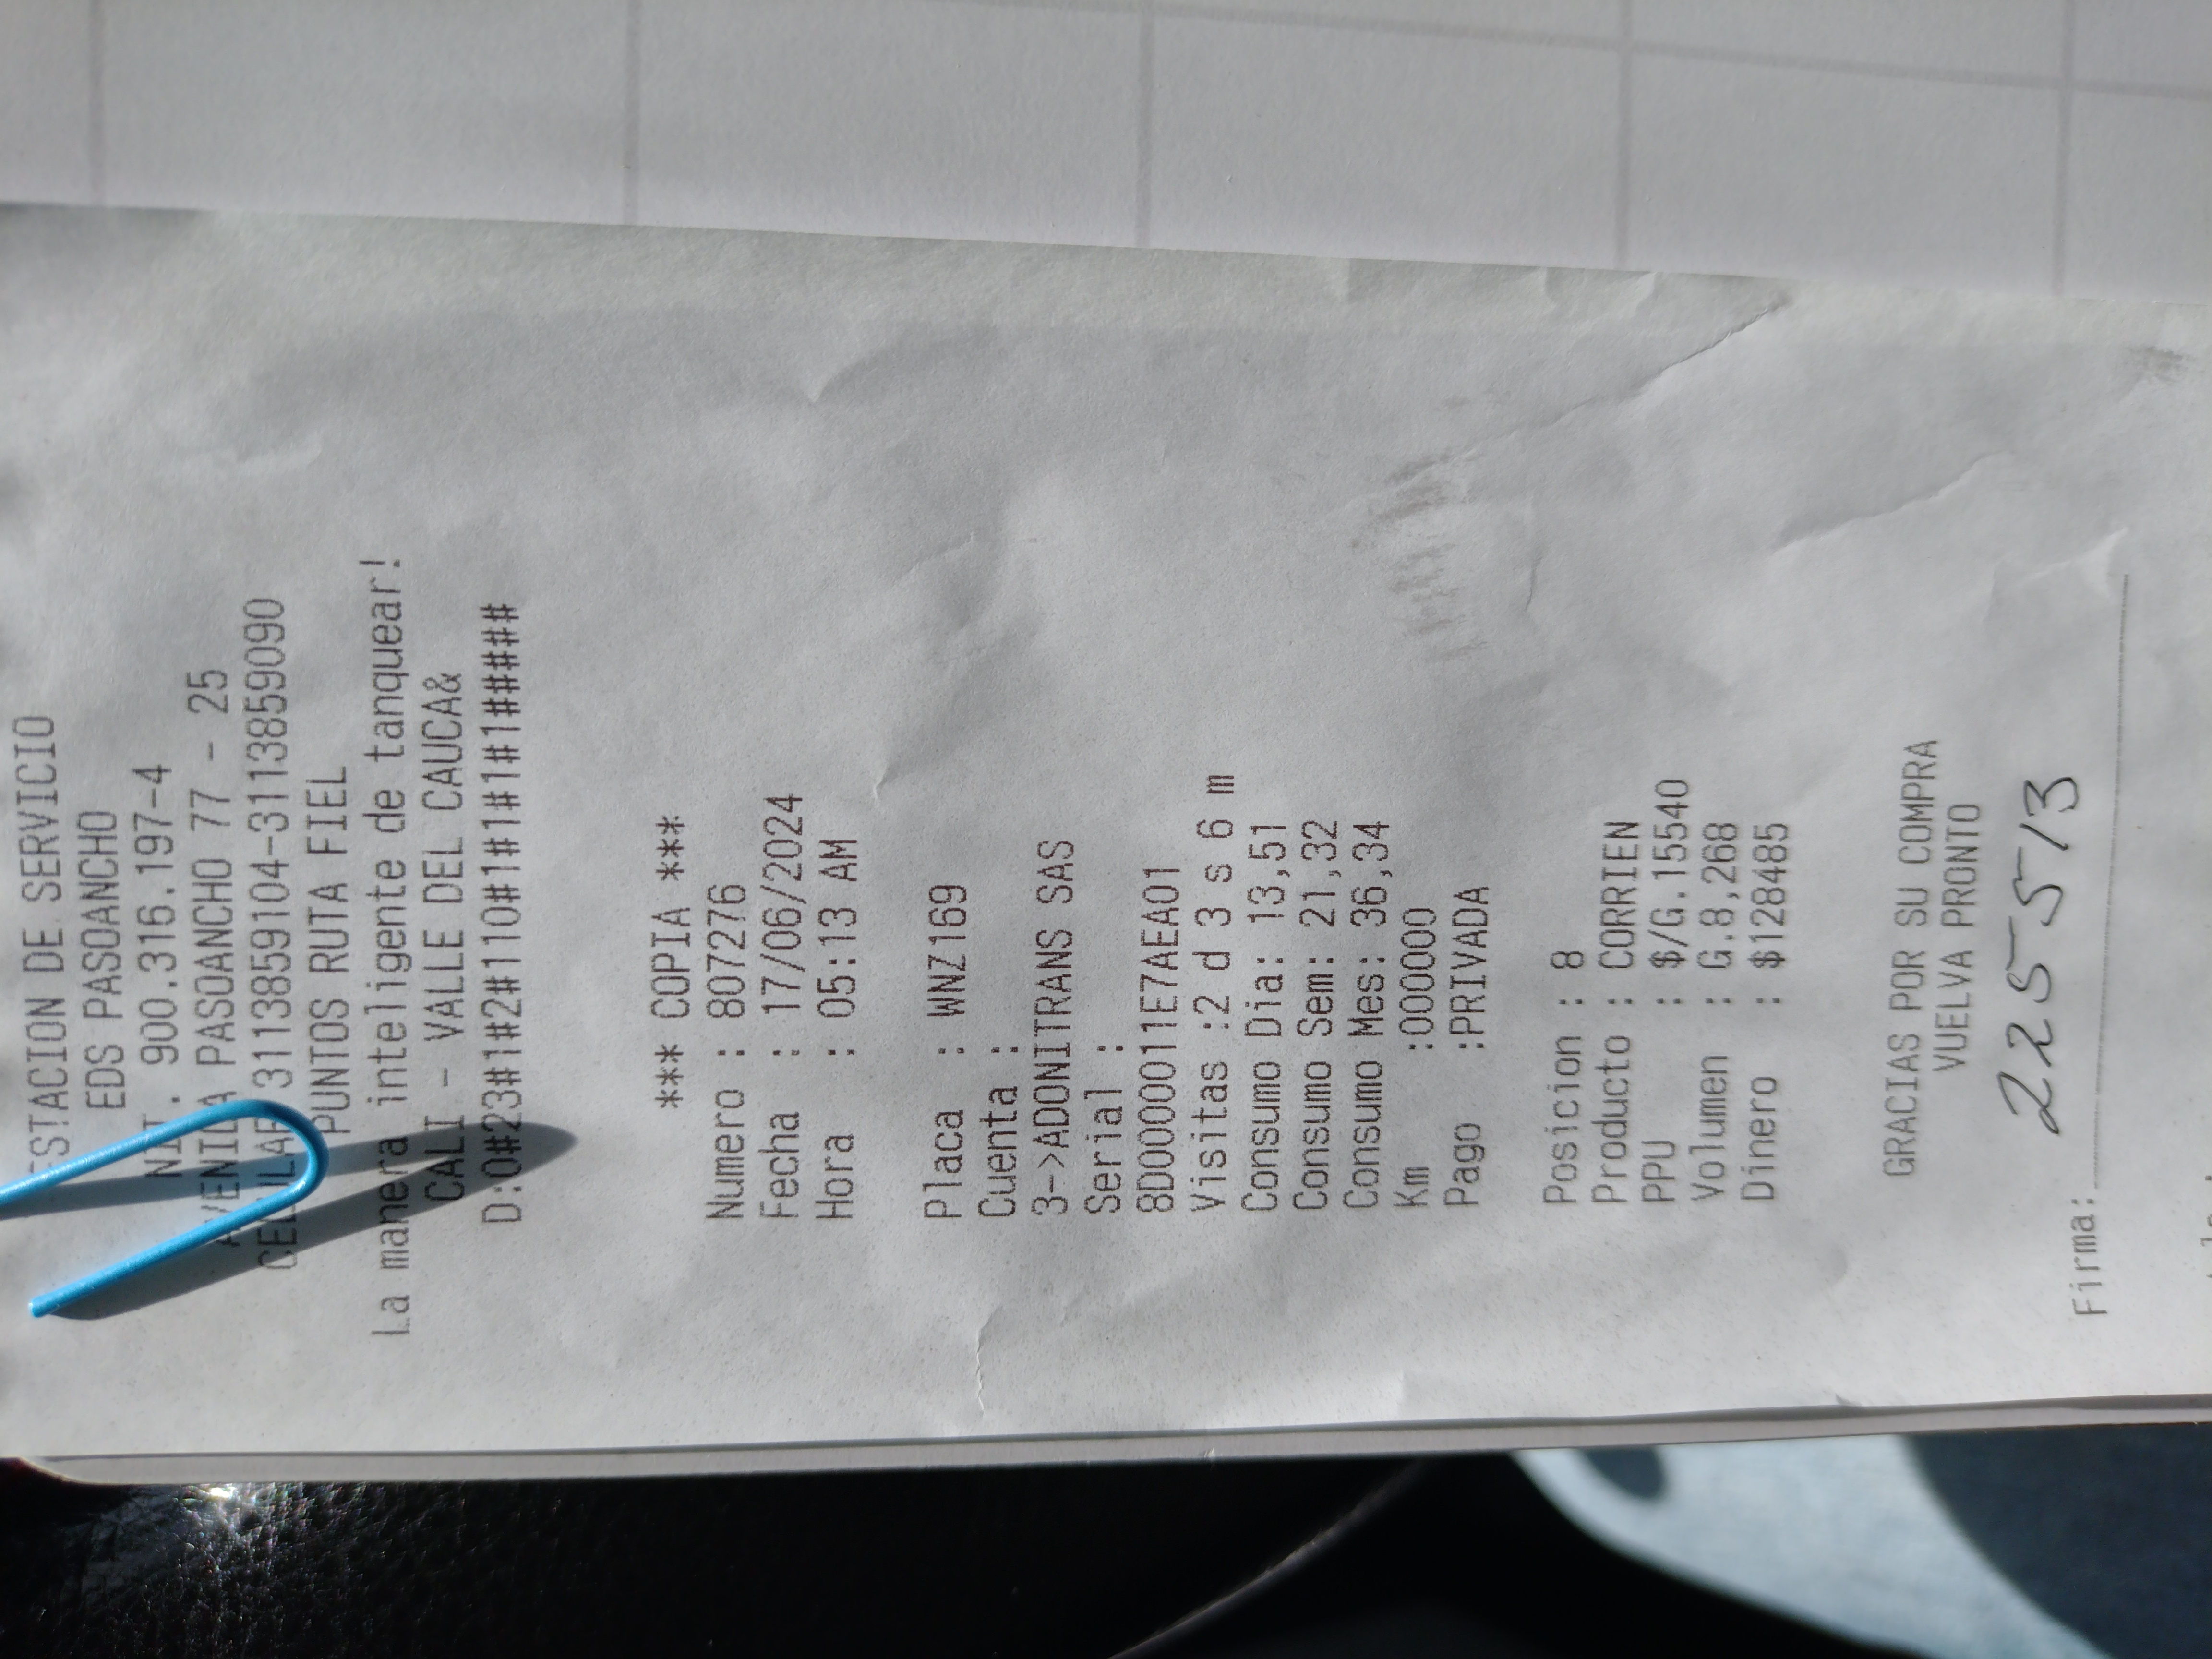 ESTACION DE SERVICIO
EDS PASOANCHO
NIT. 900.316.197-4
AVENIDA PASOANCHO 77 - 25
CELULAR 3113859104-3113859090
PUNTOS RUTA FIEL
La manera inteligente de tanquear!
CALI - VALLE DEL CAUCA&
D:0#23#1#2#110#1#1#1#1#1#####
*** COPIA ***
Numero : 807276
Fecha : 17/06/2024
Hora : 05:13 AM
Placa : WNZ169
Cuenta :
3->ADONITRANS SAS
Serial :
8D000011E7AEA01
Visitas :2 d 3 s 6 m
Consumo Dia: 13,51
Consumo Sem: 21,32
Consumo Mes: 36,34
Km :000000
Pago :PRIVADA
Posicion : 8
Producto : CORRIEN
PPU : $/G.15540
Volumen : G.8,268
Dinero : $128485
GRACIAS POR SU COMPRA
VUELVA PRONTO
225513
Firma: